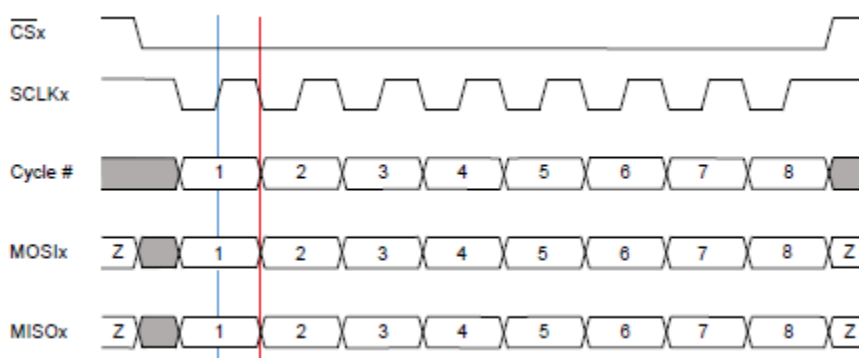 C̅S̅x
SCLKx
Cycle # 1 2 3 4 5 6 7 8
MOSIx Z 1 2 3 4 5 6 7 8 Z
MISOx Z 1 2 3 4 5 6 7 8 Z